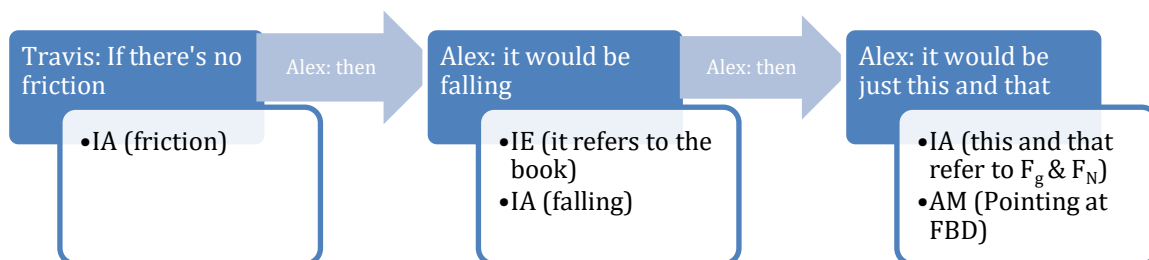 Travis: If there's no
friction
•IA (friction)
Alex: then
Alex: it would be
falling
•IE (it refers to the
book)
•IA (falling)
Alex: then
Alex: it would be
just this and that
•IA (this and that
refer to Fg & FN)
•AM (Pointing at
FBD)